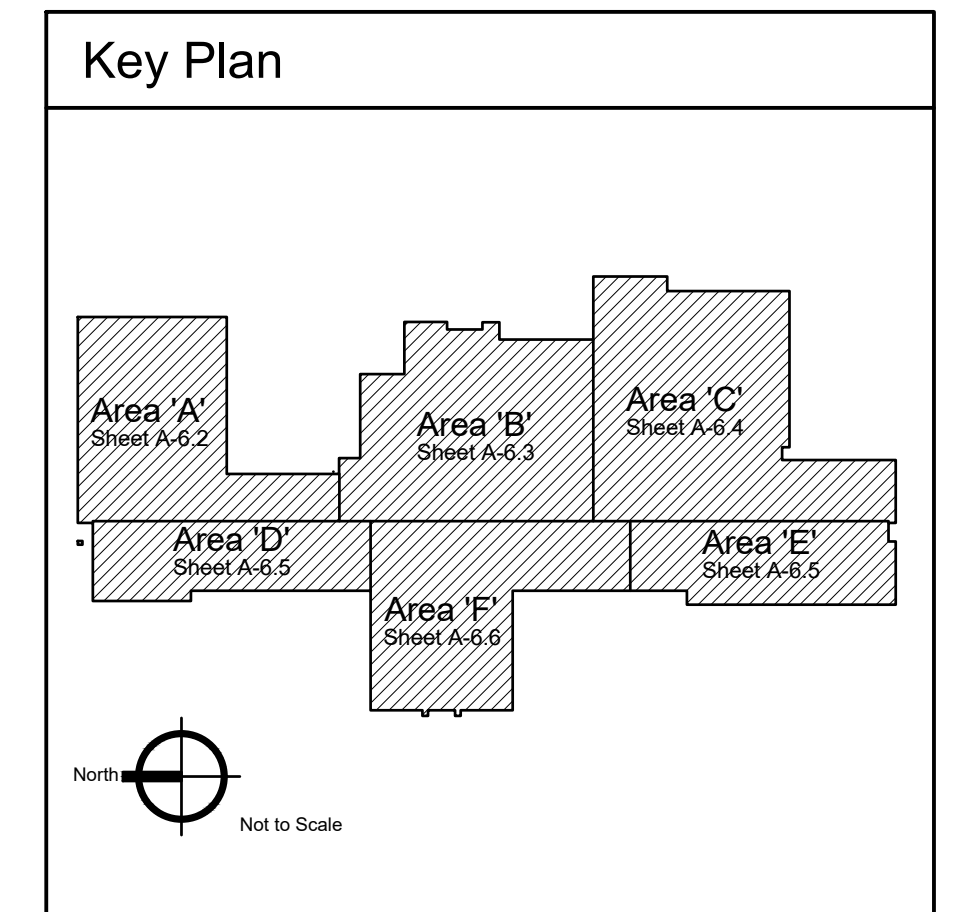 Key Plan
Area 'A'
Sheet A-6.2
Area 'B'
Sheet A-6.3
Area 'C'
Sheet A-6.4
Area 'D'
Sheet A-6.5
Area 'E'
Sheet A-6.5
Area 'F'
Sheet A-6.6
North
Not to Scale